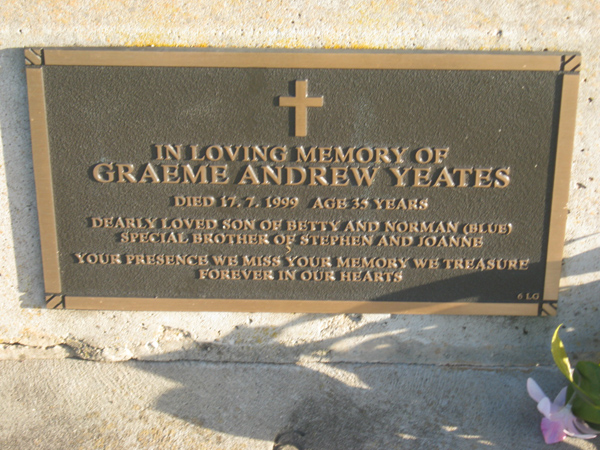 IN LOVING MEMORY OF
GRAEME ANDREW YEATES
DIED 17. 7. 1999 AGE 35 YEARS
DEARLY LOVED SON OF BETTY AND NORMAN (BLUE)
SPECIAL BROTHER OF STEPHEN AND JOANNE
YOUR PRESENCE WE MISS YOUR MEMORY WE TREASURE
FOREVER IN OUR HEARTS
6 LG